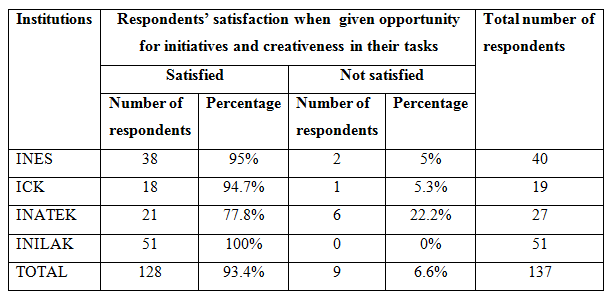 Institutions Respondents’ satisfaction when given opportunity Total number of
for initiatives and creativeness in their tasks respondents
Satisfied Not satisfied
Number of Percentage Number of Percentage
respondents respondents
INES 38 95% 2 5% 40
ICK 18 94.7% 1 5.3% 19
INATEK 21 77.8% 6 22.2% 27
INILAK 51 100% 0 0% 51
TOTAL 128 93.4% 9 6.6% 137